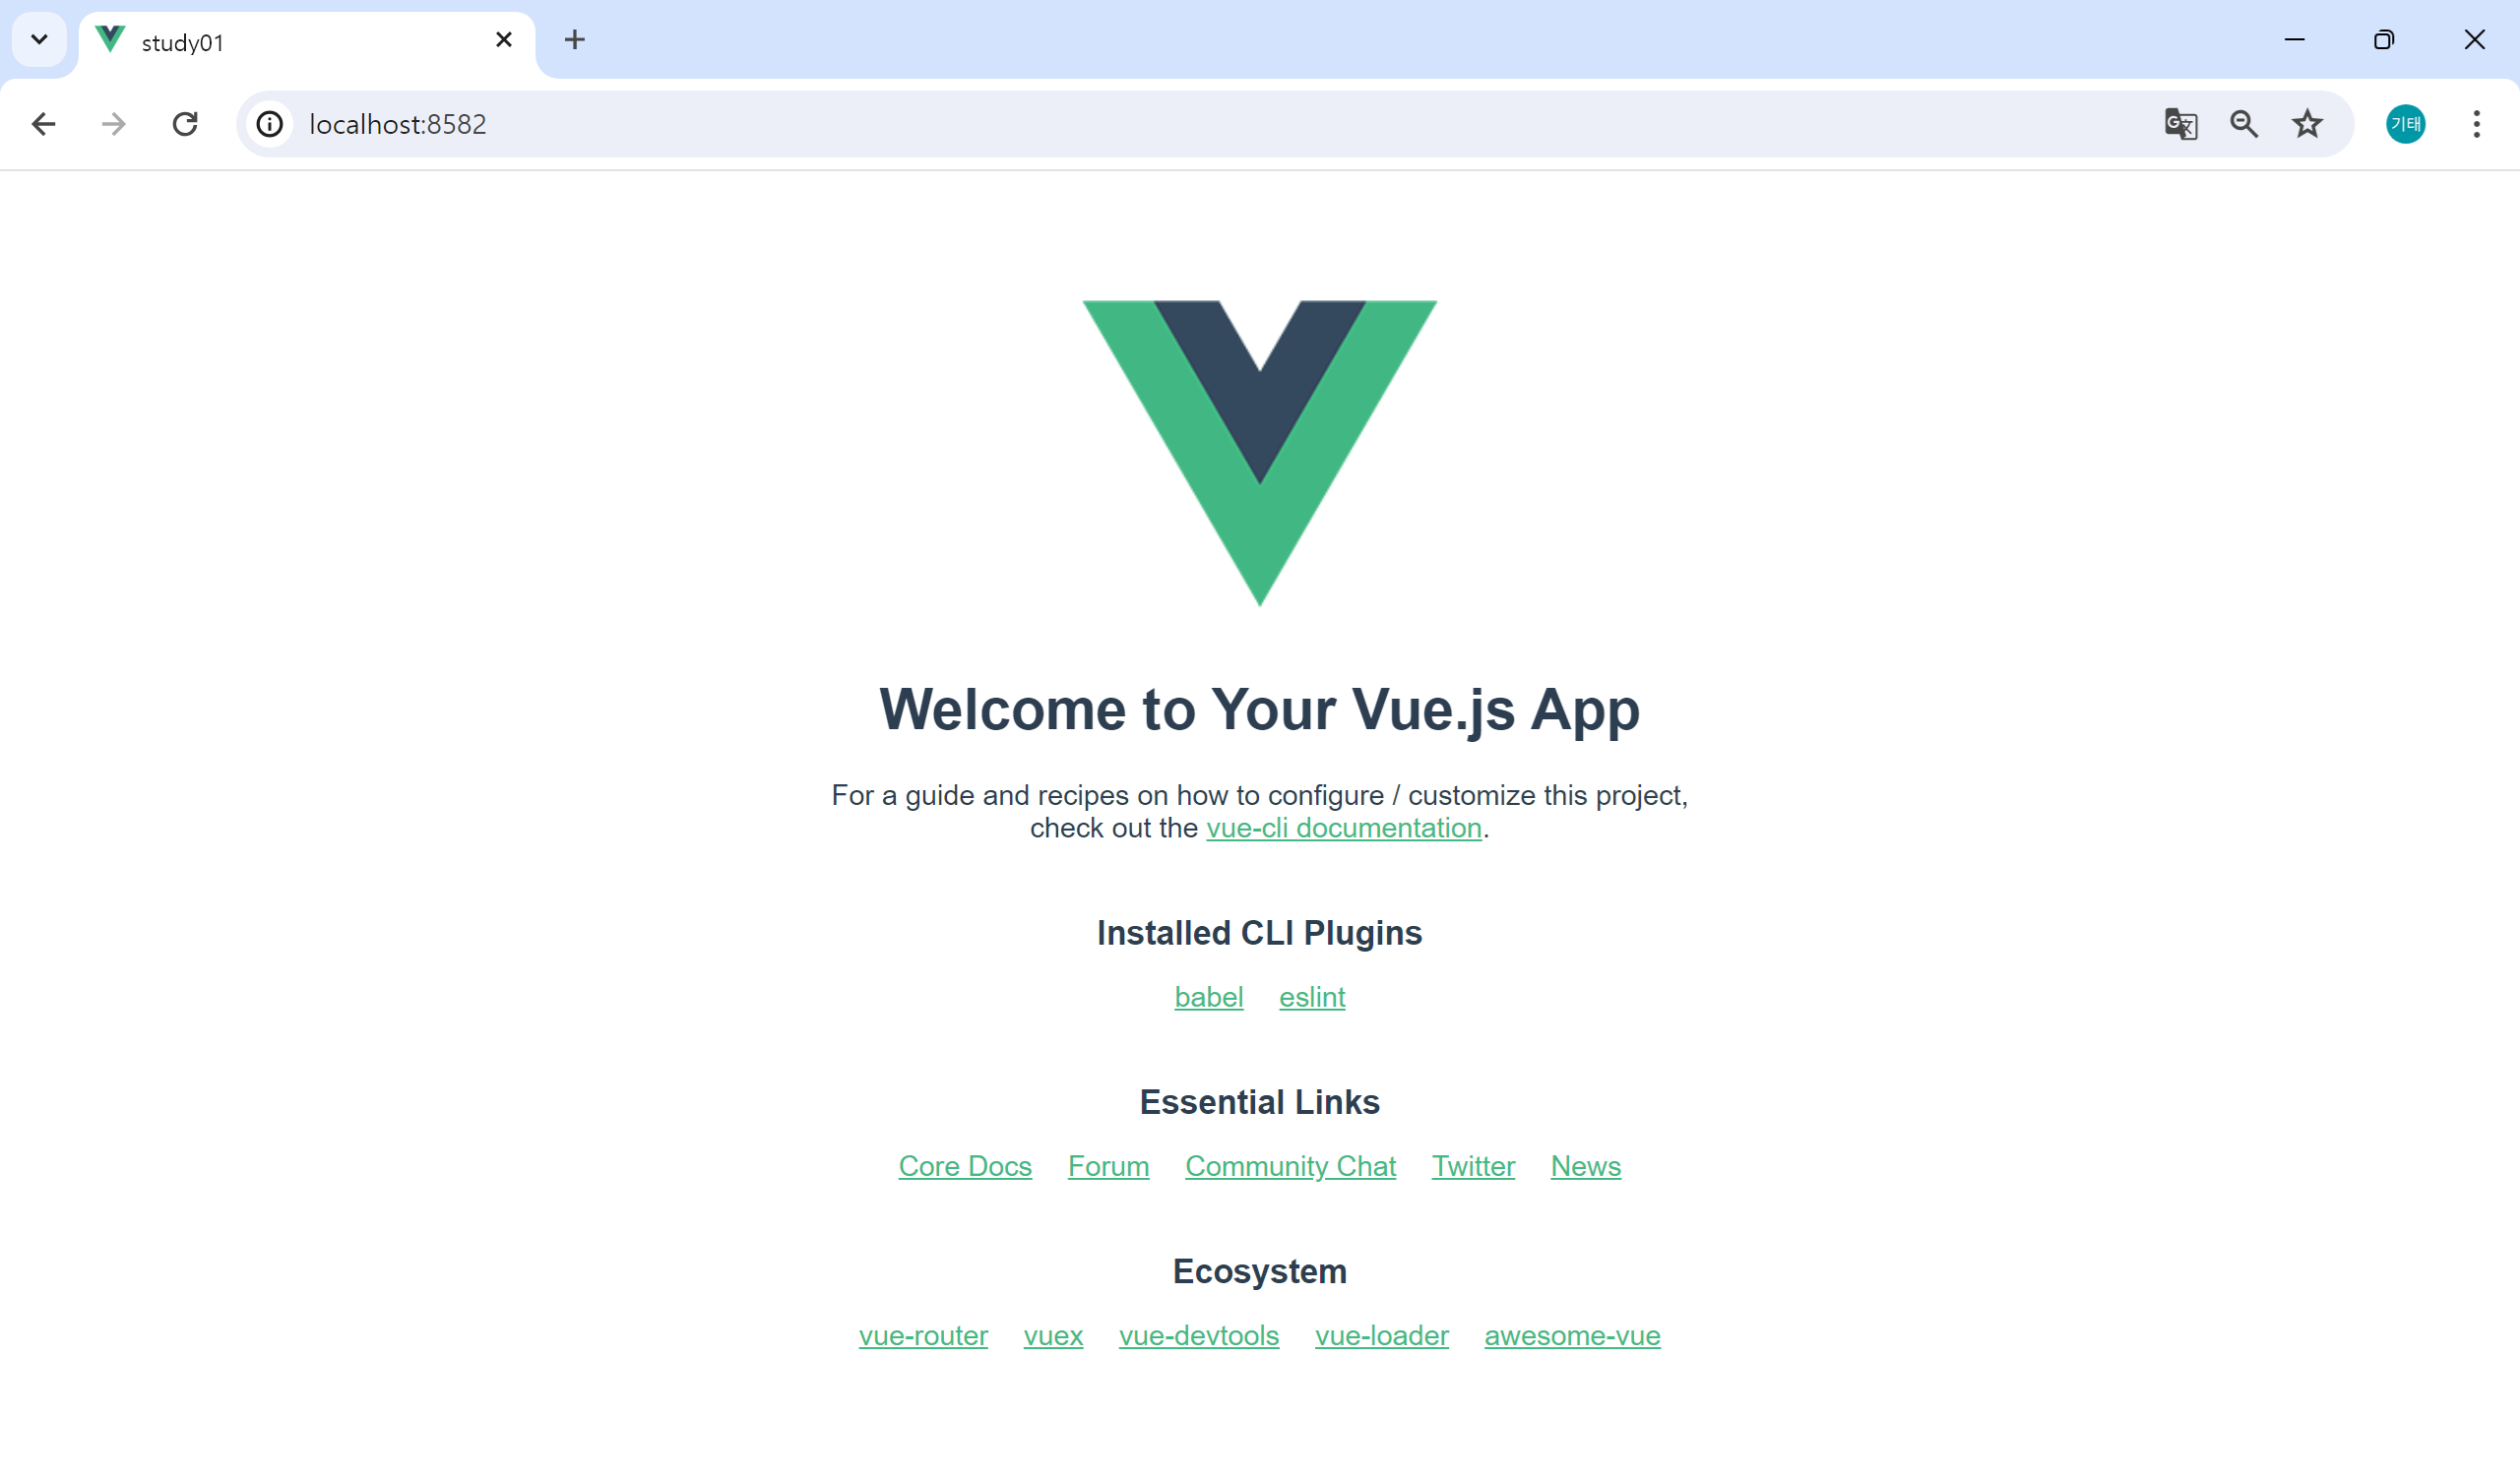 study01
localhost:8582
기태
Welcome to Your Vue.js App
For a guide and recipes on how to configure / customize this project,
check out the vue-cli documentation.
Installed CLI Plugins
babel eslint
Essential Links
Core Docs Forum Community Chat Twitter News
Ecosystem
vue-router vuex vue-devtools vue-loader awesome-vue